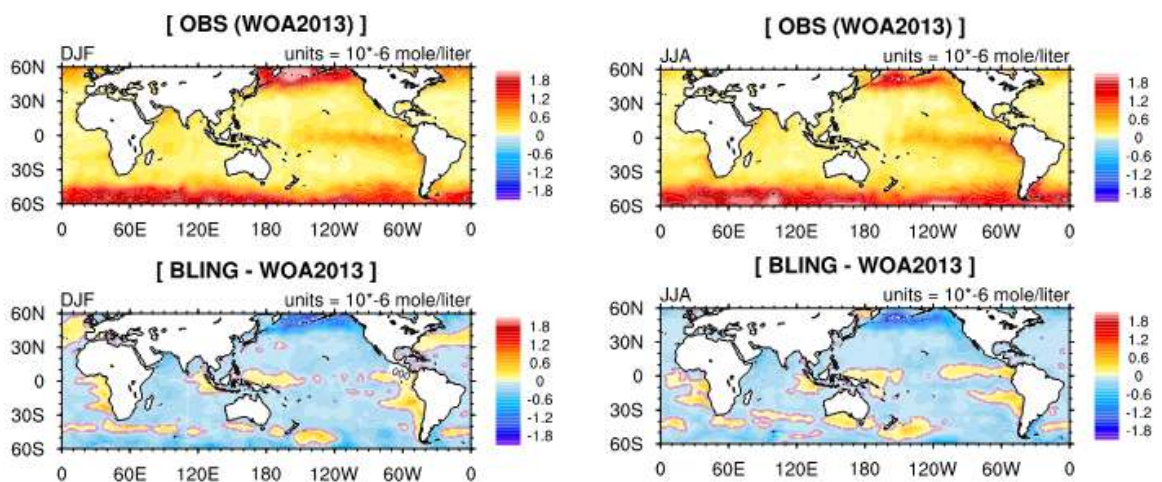 [ OBS (WOA2013) ]
DJF units = 10*-6 mole/liter
60N
30N
0
30S
60S
0 60E 120E 180 120W 60W 0
1.8
1.2
0.6
0
-0.6
-1.2
-1.8
[ OBS (WOA2013) ]
JJA units = 10*-6 mole/liter
60N
30N
0
30S
60S
0 60E 120E 180 120W 60W 0
1.8
1.2
0.6
0
-0.6
-1.2
-1.8
[ BLING - WOA2013 ]
DJF units = 10*-6 mole/liter
60N
30N
0
30S
60S
0 60E 120E 180 120W 60W 0
1.8
1.2
0.6
0
-0.6
-1.2
-1.8
[ BLING - WOA2013 ]
JJA units = 10*-6 mole/liter
60N
30N
0
30S
60S
0 60E 120E 180 120W 60W 0
1.8
1.2
0.6
0
-0.6
-1.2
-1.8